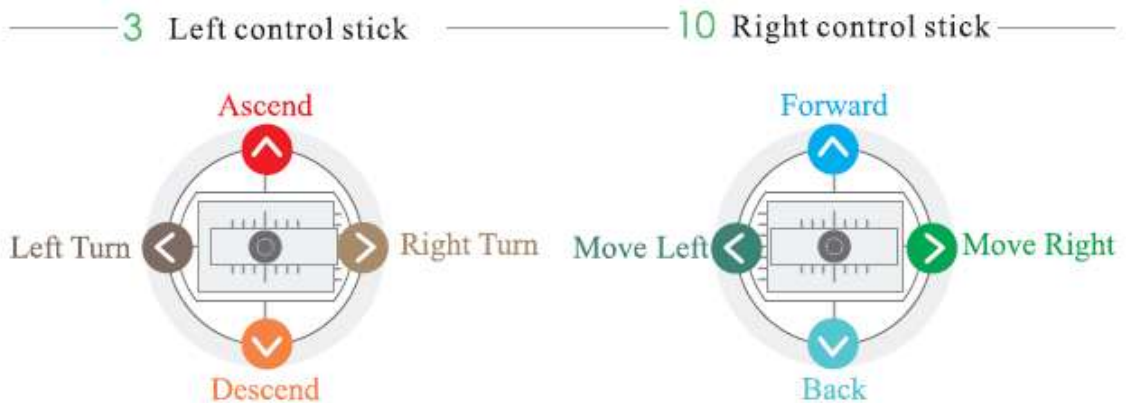 3 Left control stick
10 Right control stick
Ascend
Left Turn
Right Turn
Descend
Forward
Move Left
Move Right
Back